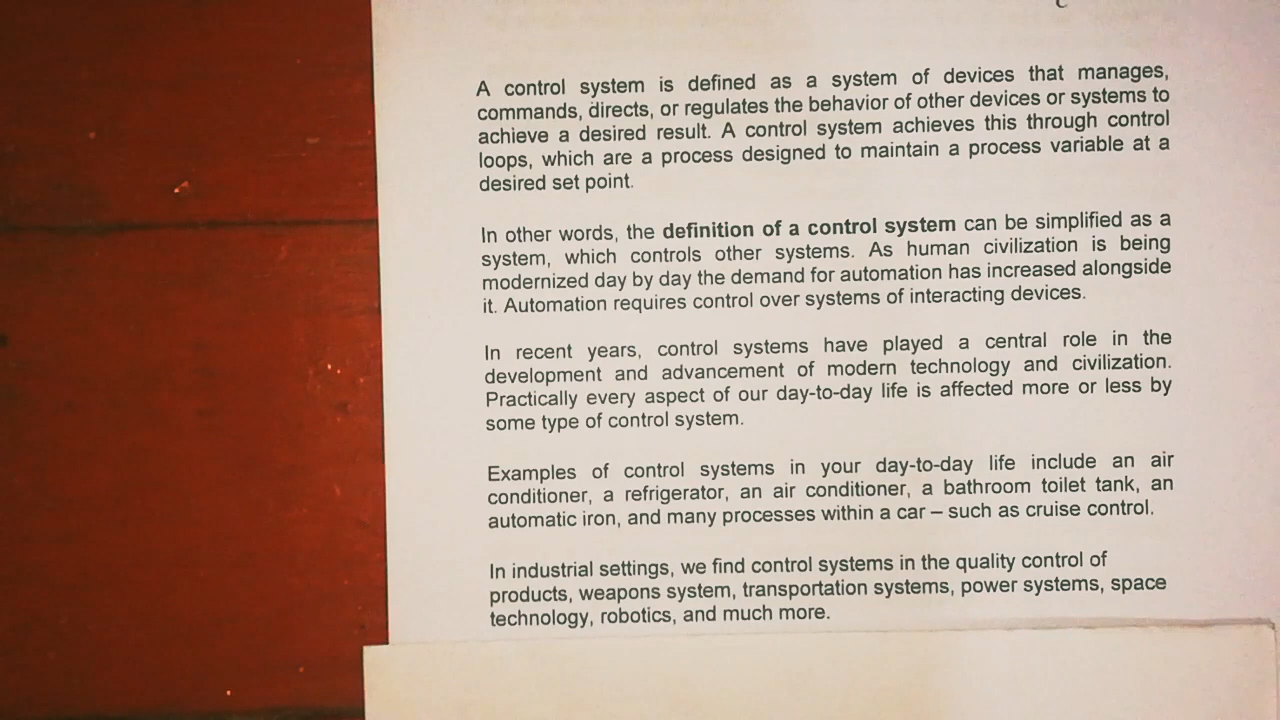 A control system is defined as a system of devices that manages,
commands, directs, or regulates the behavior of other devices or systems to
achieve a desired result. A control system achieves this through control
loops, which are a process designed to maintain a process variable at a
desired set point.
In other words, the definition of a control system can be simplified as a
system, which controls other systems. As human civilization is being
modernized day by day the demand for automation has increased alongside
it. Automation requires control over systems of interacting devices.
In recent years, control systems have played a central role in the
development and advancement of modern technology and civilization.
Practically every aspect of our day-to-day life is affected more or less by
some type of control system.
Examples of control systems in your day-to-day life include an air
conditioner, a refrigerator, an air conditioner, a bathroom toilet tank, an
automatic iron, and many processes within a car – such as cruise control.
In industrial settings, we find control systems in the quality control of
products, weapons system, transportation systems, power systems, space
technology, robotics, and much more.